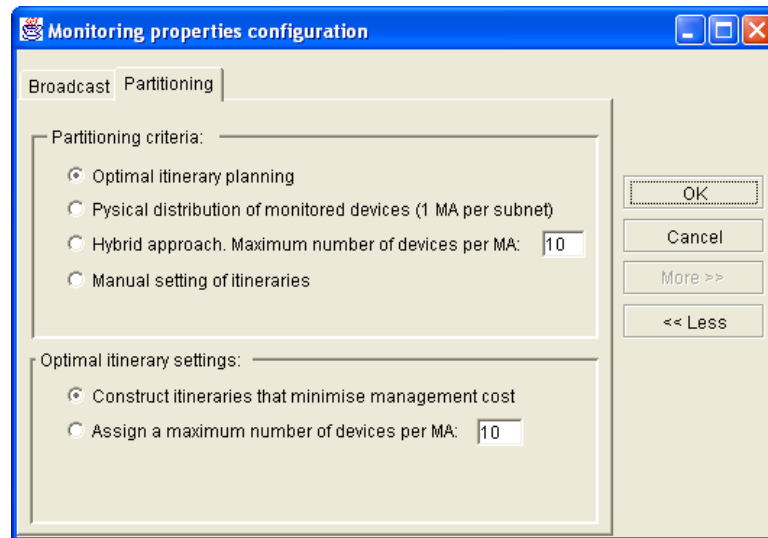 Monitoring properties configuration
Broadcast
Partitioning
Partitioning criteria:
Optimal itinerary planning
Pysical distribution of monitored devices (1 MA per subnet)
Hybrid approach. Maximum number of devices per MA: 10
Manual setting of itineraries
OK
Cancel
More >>
<< Less
Optimal itinerary settings:
Construct itineraries that minimise management cost
Assign a maximum number of devices per MA: 10